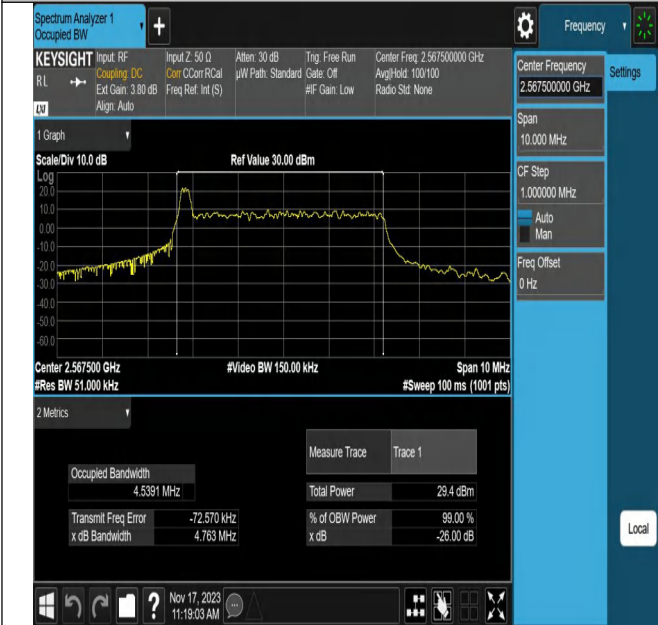 Spectrum Analyzer 1
Occupied BW
+
Frequency
KEYSIGHT
RL
LXI
Input: RF
Coupling: DC
Ext Gain: 3.80 dB
Align: Auto
Input Z: 50 Ω
Corr CCorr RCal
Freq Ref: Int (S)
Atten: 30 dB
µW Path: Standard
Trig: Free Run
Gate: Off
#IF Gain: Low
Center Freq: 2.567500000 GHz
Avg|Hold: 100/100
Radio Std: None
Center Frequency
2.567500000 GHz
Settings
Span
10.000 MHz
CF Step
1.000000 MHz
Auto
Man
Freq Offset
0 Hz
1 Graph
Scale/Div 10.0 dB
Ref Value 30.00 dBm
Log
20.0
10.0
0.00
-10.0
-20.0
-30.0
-40.0
-50.0
-60.0
Center 2.567500 GHz
#Video BW 150.00 kHz
Span 10 MHz
#Res BW 51.000 kHz
#Sweep 100 ms (1001 pts)
2 Metrics
Measure Trace
Trace 1
Occupied Bandwidth
4.5391 MHz
Total Power
29.4 dBm
Transmit Freq Error
-72.570 kHz
% of OBW Power
99.00 %
x dB Bandwidth
4.763 MHz
x dB
-26.00 dB
Local
?
Nov 17, 2023
11:19:03 AM